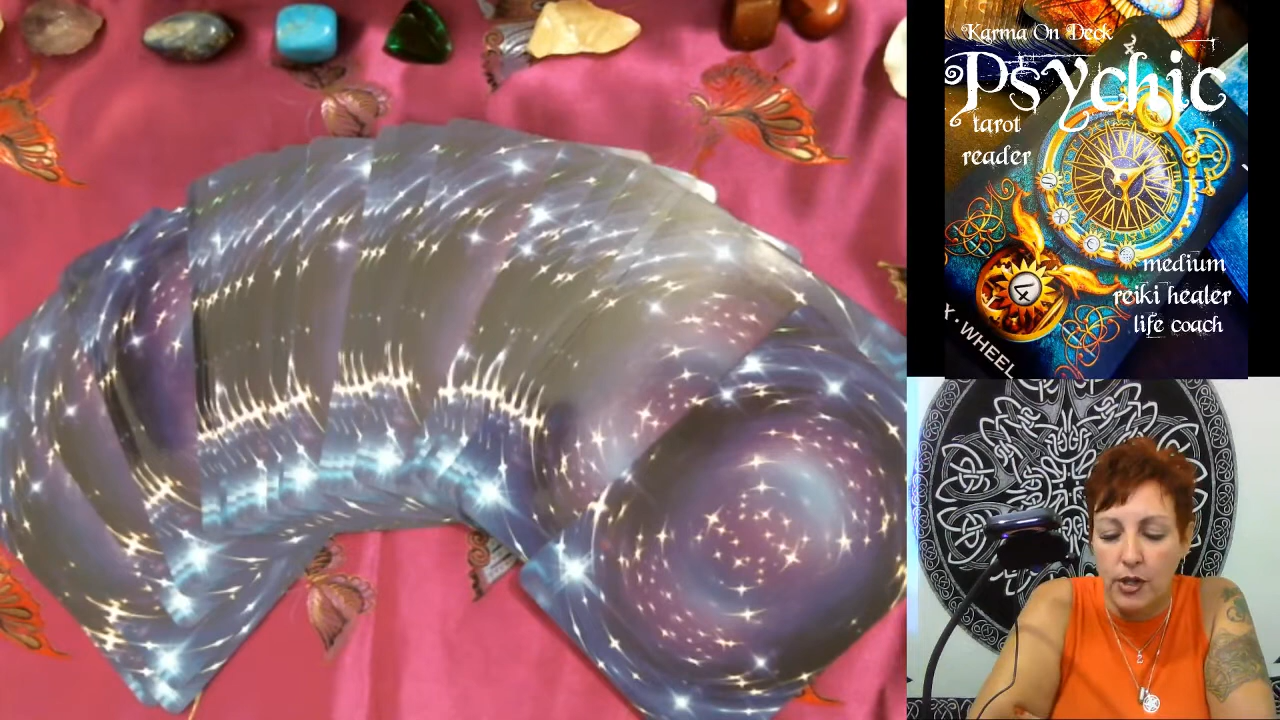 Karma On Deck
Psychic
tarot
reader
medium
reiki healer
life coach
X • WHEEL